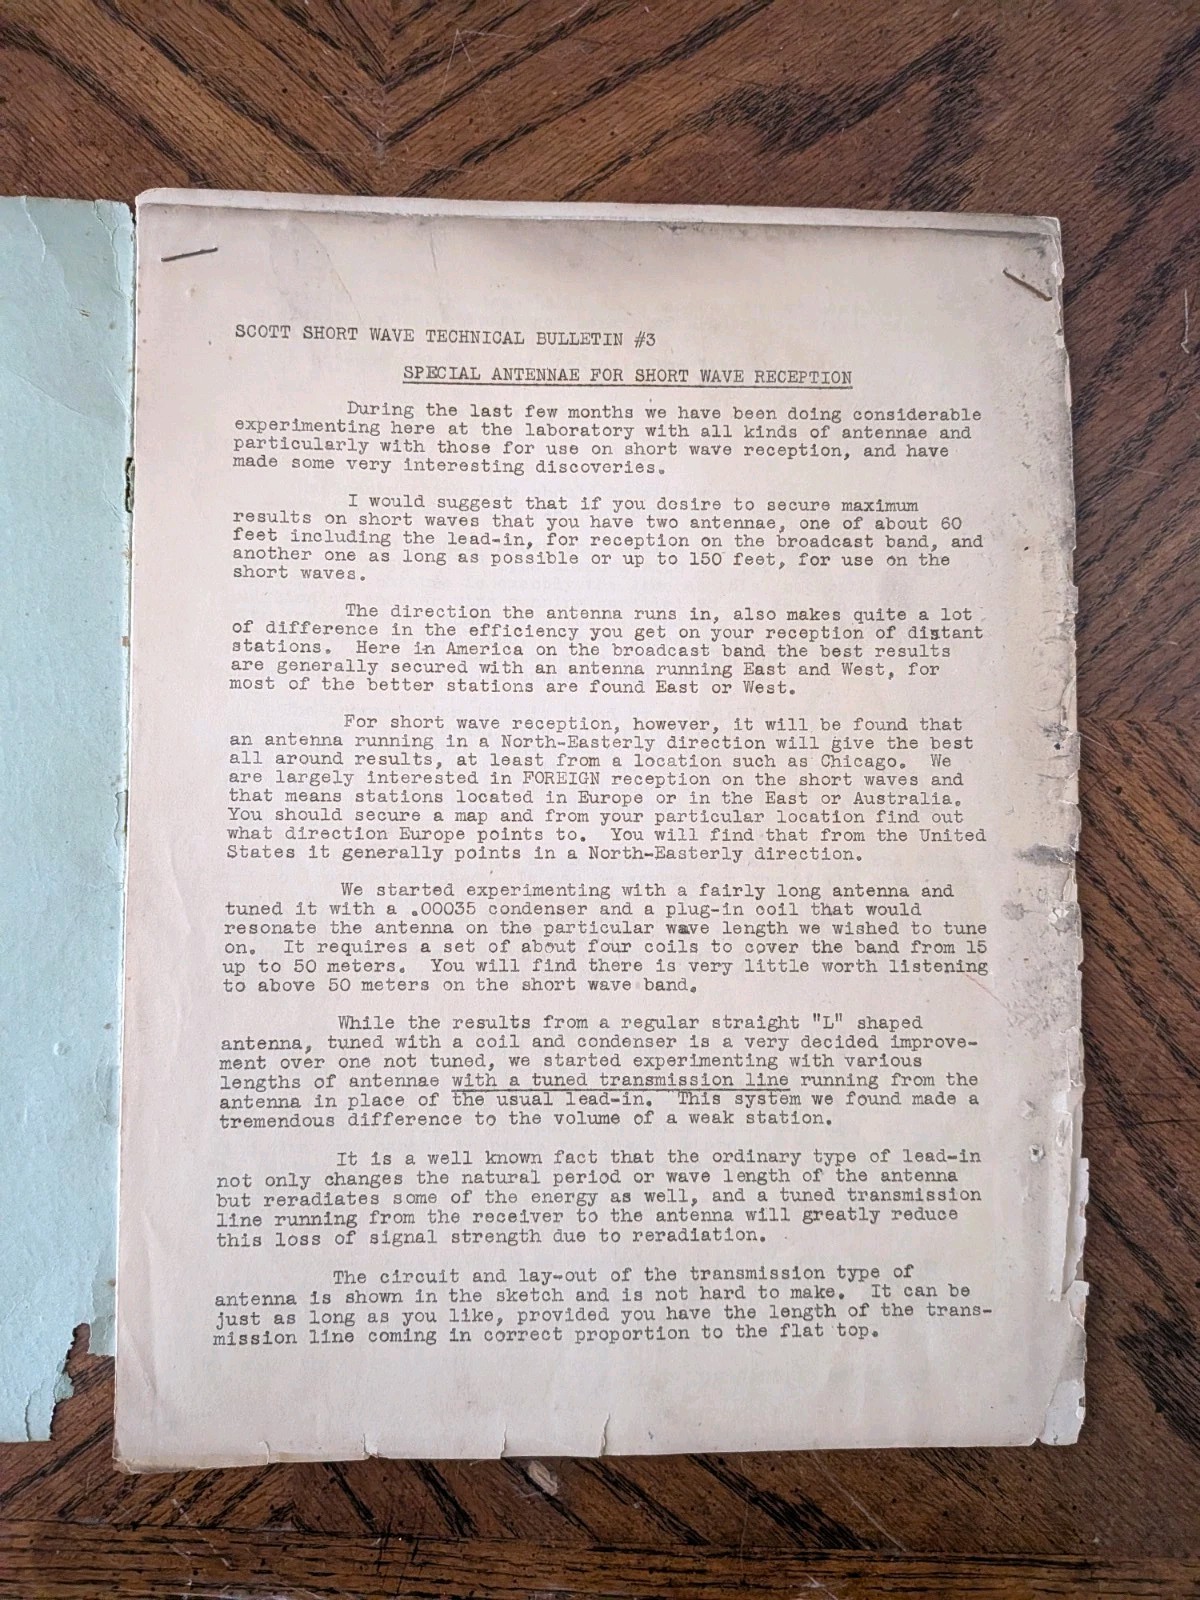 SCOTT SHORT WAVE TECHNICAL BULLETIN #3
SPECIAL ANTENNAE FOR SHORT WAVE RECEPTION
During the last few months we have been doing considerable
experimenting here at the laboratory with all kinds of antennae and
particularly with those for use on short wave reception, and have
made some very interesting discoveries.
I would suggest that if you dosire to secure maximum
results on short waves that you have two antennae, one of about 60
feet including the lead-in, for reception on the broadcast band, and
another one as long as possible or up to 150 feet, for use on the
short waves.
The direction the antenna runs in, also makes quite a lot
of difference in the efficiency you get on your reception of distant
stations. Here in America on the broadcast band the best results
are generally secured with an antenna running East and West, for
most of the better stations are found East or West.
For short wave reception, however, it will be found that
an antenna running in a North-Easterly direction will give the best
all around results, at least from a location such as Chicago. We
are largely interested in FOREIGN reception on the short waves and
that means stations located in Europe or in the East or Australia.
You should secure a map and from your particular location find out
what direction Europe points to. You will find that from the United
States it generally points in a North-Easterly direction.
We started experimenting with a fairly long antenna and
tuned it with a .00035 condenser and a plug-in coil that would
resonate the antenna on the particular wave length we wished to tune
on. It requires a set of about four coils to cover the band from 15
up to 50 meters. You will find there is very little worth listening
to above 50 meters on the short wave band.
While the results from a regular straight "L" shaped
antenna, tuned with a coil and condenser is a very decided improve-
ment over one not tuned, we started experimenting with various
lengths of antennae with a tuned transmission line running from the
antenna in place of the usual lead-in. This system we found made a
tremendous difference to the volume of a weak station.
It is a well known fact that the ordinary type of lead-in
not only changes the natural period or wave length of the antenna
but reradiates some of the energy as well, and a tuned transmission
line running from the receiver to the antenna will greatly reduce
this loss of signal strength due to reradiation.
The circuit and lay-out of the transmission type of
antenna is shown in the sketch and is not hard to make. It can be
just as long as you like, provided you have the length of the trans-
mission line coming in correct proportion to the flat top.